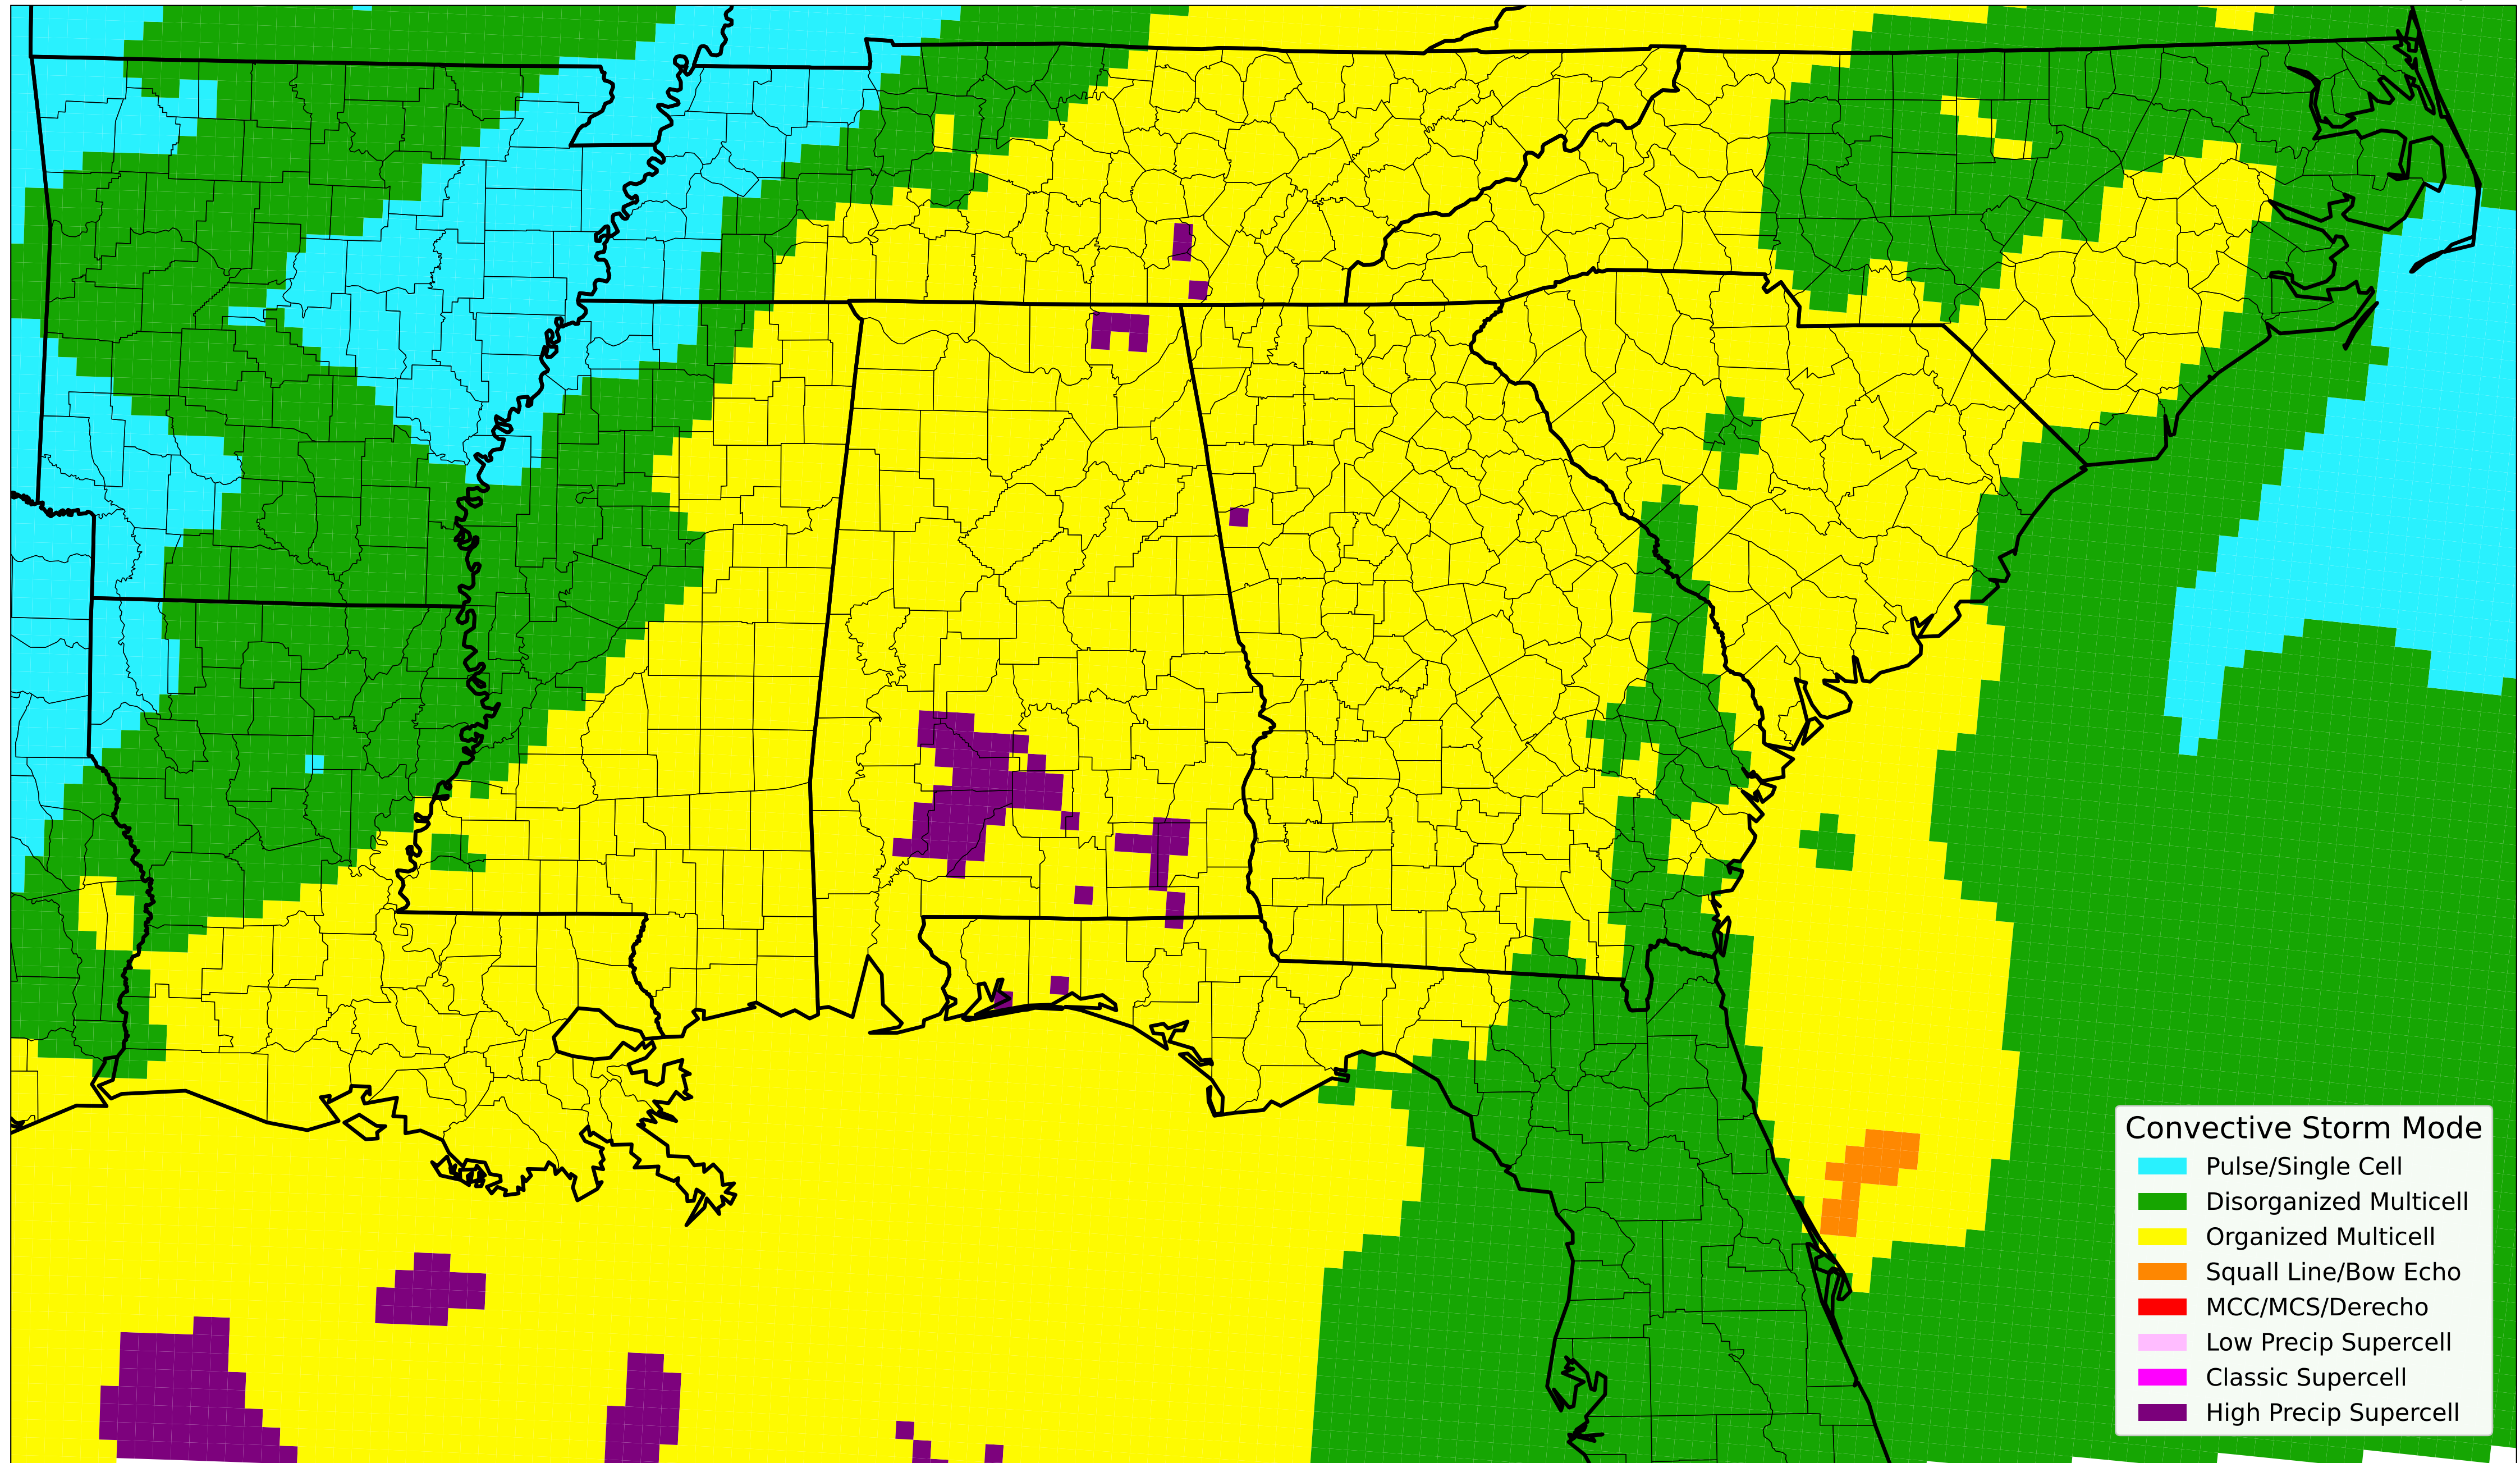 Convective Storm Mode
Pulse/Single Cell
Disorganized Multicell
Organized Multicell
Squall Line/Bow Echo
MCC/MCS/Derecho
Low Precip Supercell
Classic Supercell
High Precip Supercell